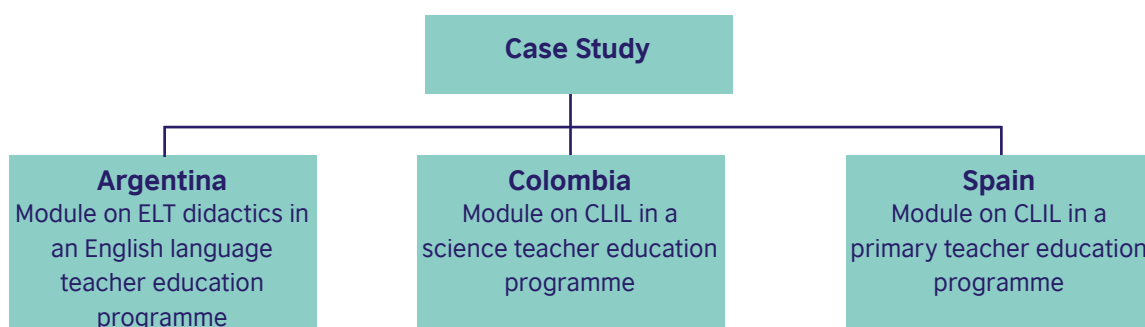 Case Study
Argentina
Module on ELT didactics in
an English language
teacher education
programme
Colombia
Module on CLIL in a
science teacher education
programme
Spain
Module on CLIL in a
primary teacher education
programme